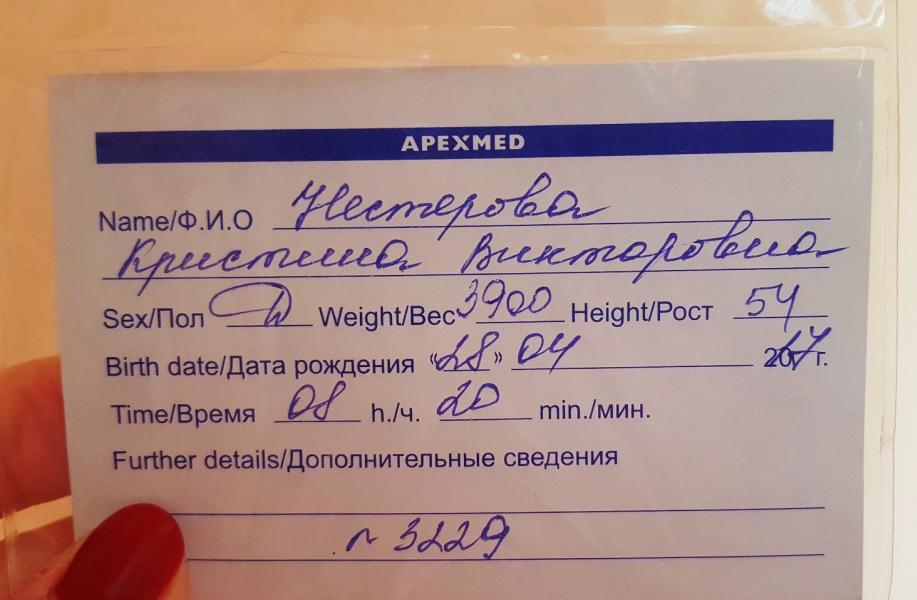 APEXMED
Name/Ф.И.О Нестерова
Кристина Викторовна
Sex/Пол Д Weight/Вес 3900 Height/Рост 54
Birth date/Дата рождения «28» 04 2017г.
Time/Время 08 h./ч. 20 min./мин.
Further details/Дополнительные сведения
n 3229